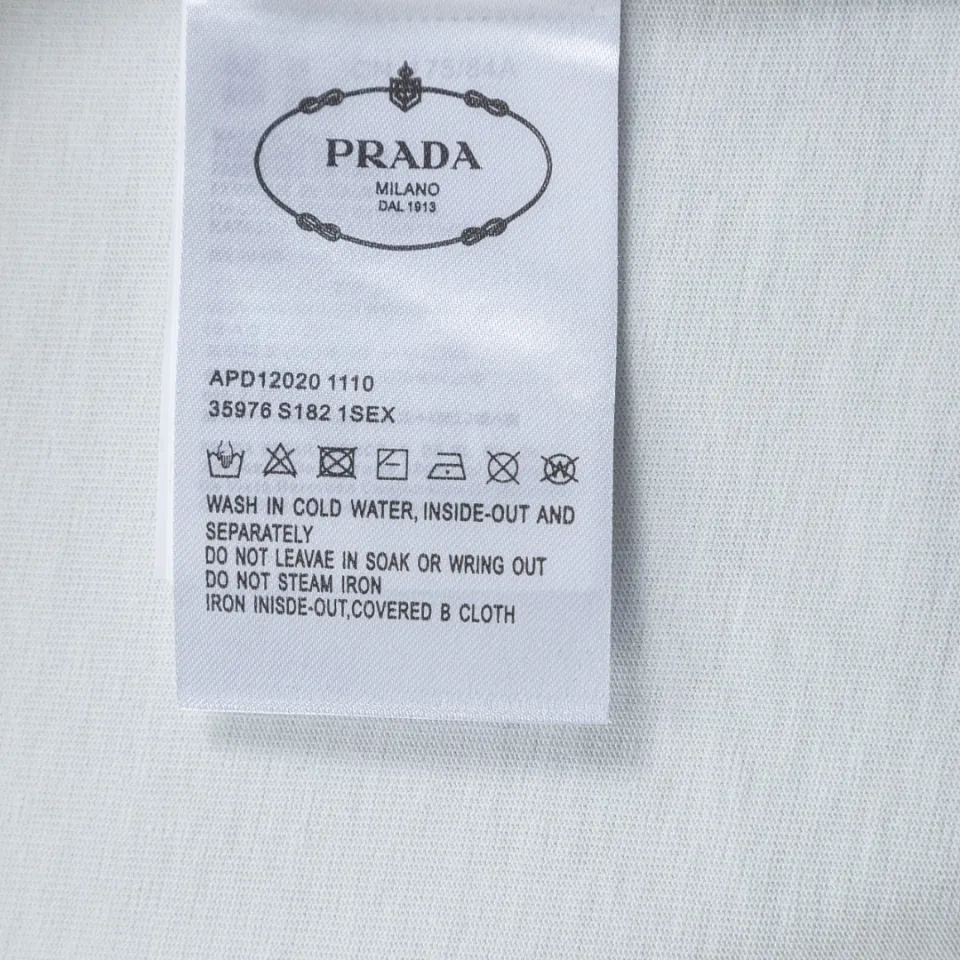 PRADA
MILANO
DAL 1913
APD12020 1110
35976 S182 1SEX
WASH IN COLD WATER, INSIDE-OUT AND
SEPARATELY
DO NOT LEAVAE IN SOAK OR WRING OUT
DO NOT STEAM IRON
IRON INISDE-OUT,COVERED B CLOTH